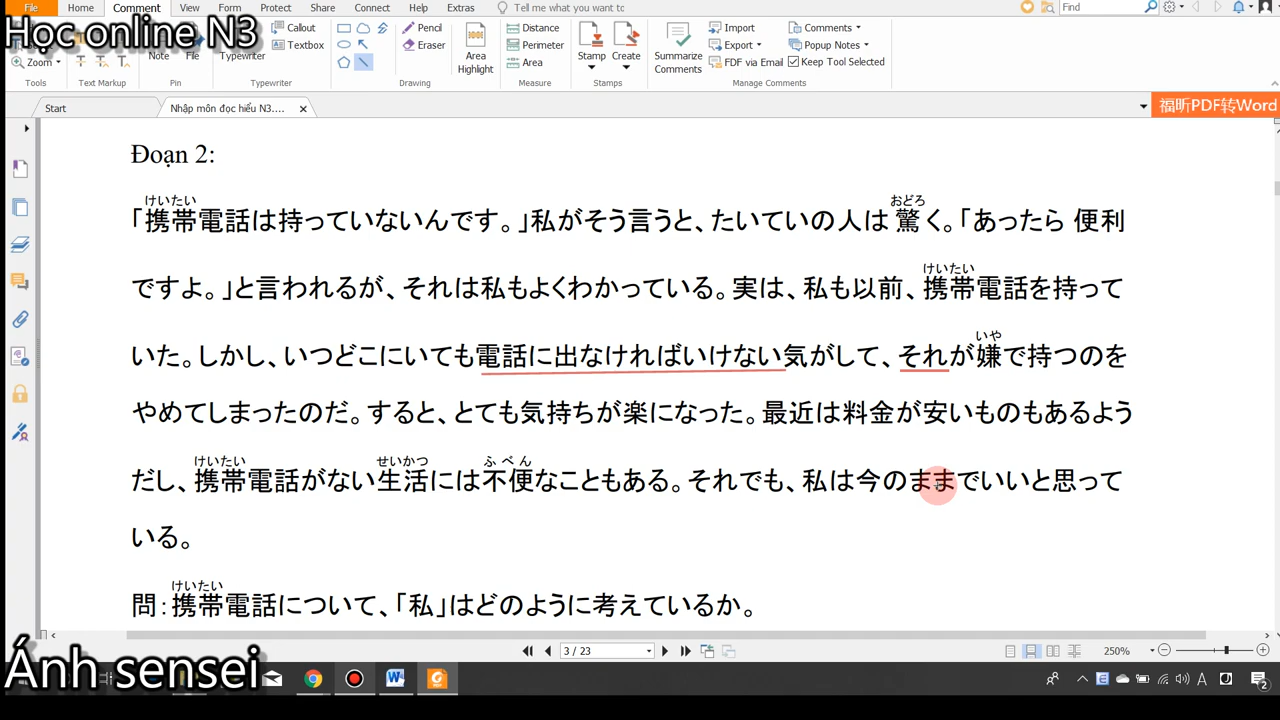 File Home Comment View Form Protect Share Connect Help Extras Tell me what you want to Find
Học online N3
Callout Pencil Distance Import Comments
Textbox Eraser Perimeter Export Popup Notes
Note File Typewriter Area Highlight Stamp Create Summarize Comments
Zoom Area FDF via Email Keep Tool Selected
Tools Text Markup Pin Typewriter Drawing Measure Stamps Manage Comments
Start Nhập môn đọc hiểu N3.... 福昕PDF转Word
Đoạn 2:
けいたい おどろ
「携帯電話は持っていないんです。」私がそう言うと、たいていの人は 驚く。「あったら 便利
けいたい
ですよ。」と言われるが、それは私もよくわかっている。実は、私も以前、携帯電話を持って
いや
いた。しかし、いつどこにいても電話に出なければいけない気がして、それが嫌で持つのを
やめてしまったのだ。すると、とても気持ちが楽になった。最近は料金が安いものもあるよう
けいたい せいかつ ふべん
だし、携帯電話がない生活には不便なこともある。それでも、私は今のままでいいと思って
いる。
けいたい
問：携帯電話について、「私」はどのように考えているか。
3 / 23 250%
Ánh sensei
A 2